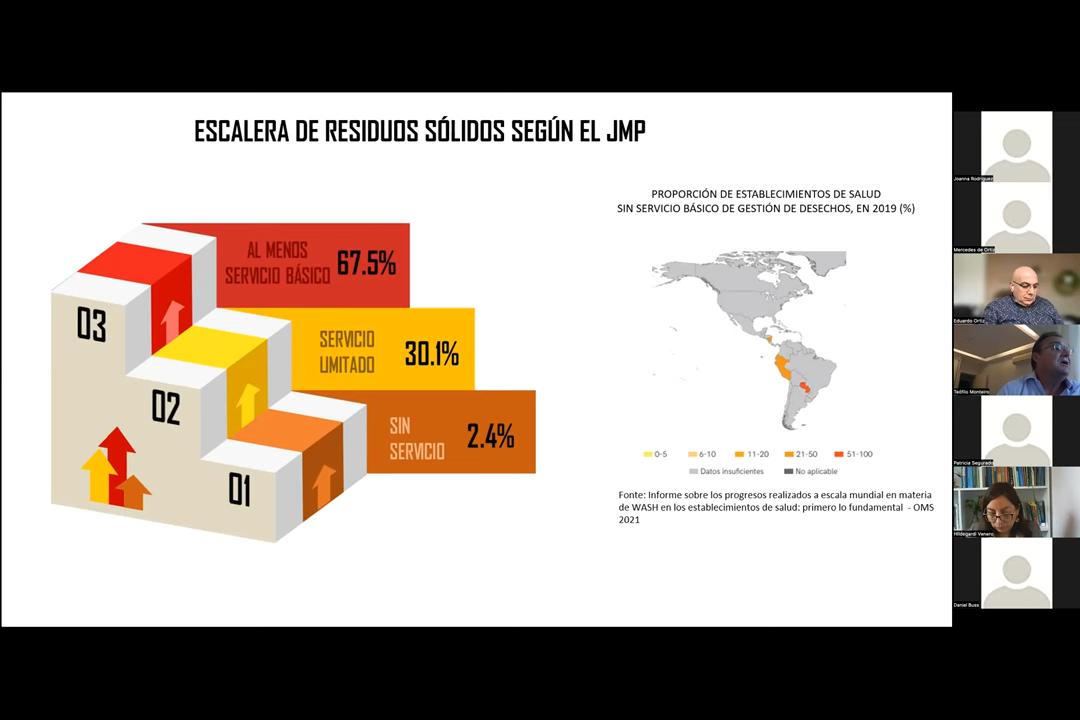 ESCALERA DE RESIDUOS SÓLIDOS SEGÚN EL JMP
PROPORCIÓN DE ESTABLECIMIENTOS DE SALUD
SIN SERVICIO BÁSICO DE GESTIÓN DE DESECHOS, EN 2019 (%)
AL MENOS
SERVICIO BÁSICO
67.5%
03
SERVICIO
LIMITADO
30.1%
02
SIN
SERVICIO
2.4%
01
0-5
6-10
11-20
21-50
51-100
Datos insuficientes
No aplicable
Fonte: Informe sobre los progresos realizados a escala mundial en materia
de WASH en los establecimientos de salud: primero lo fundamental - OMS
2021
Joanna Rodríguez
Mercedes de Ortiz
Eduardo Ortiz
Teófilo Monteiro
Patricia Segurado
Hildegardi Venero
Daniel Buss